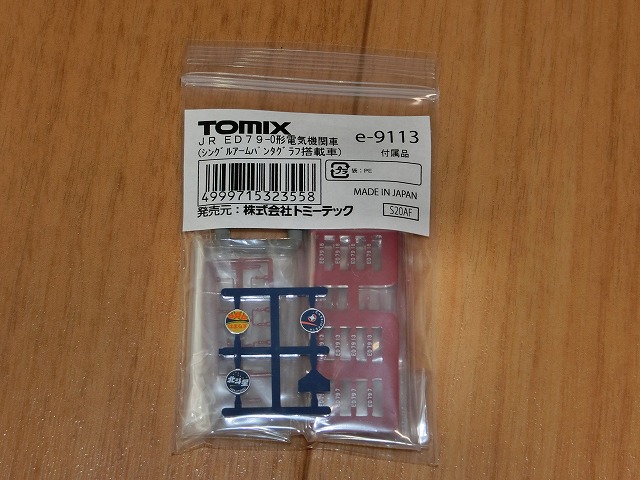 TOMIX
JR ED79-0形電気機関車
(ｼﾝｸﾞﾙｱｰﾑﾊﾟﾝﾀｸﾞﾗﾌ搭載車)
e-9113
付属品
プラ
袋：PE
4999715323558
MADE IN JAPAN
発売元：株式会社トミーテック
S20AF
北斗星